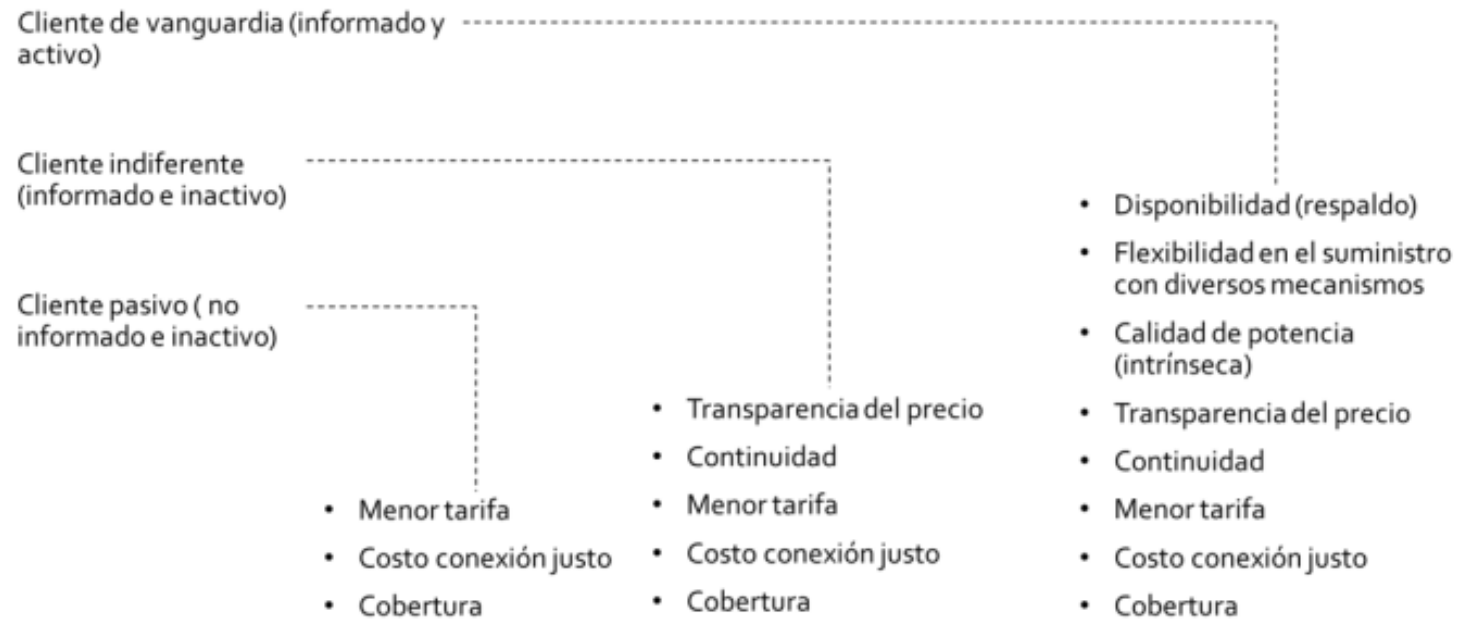 Cliente de vanguardia (informado y
activo)
Cliente indiferente
(informado e inactivo)
Cliente pasivo ( no
informado e inactivo)
• Menor tarifa
• Costo conexión justo
• Cobertura
• Transparencia del precio
• Continuidad
• Menor tarifa
• Costo conexión justo
• Cobertura
• Disponibilidad (respaldo)
• Flexibilidad en el suministro
con diversos mecanismos
• Calidad de potencia
(intrínseca)
• Transparencia del precio
• Continuidad
• Menor tarifa
• Costo conexión justo
• Cobertura